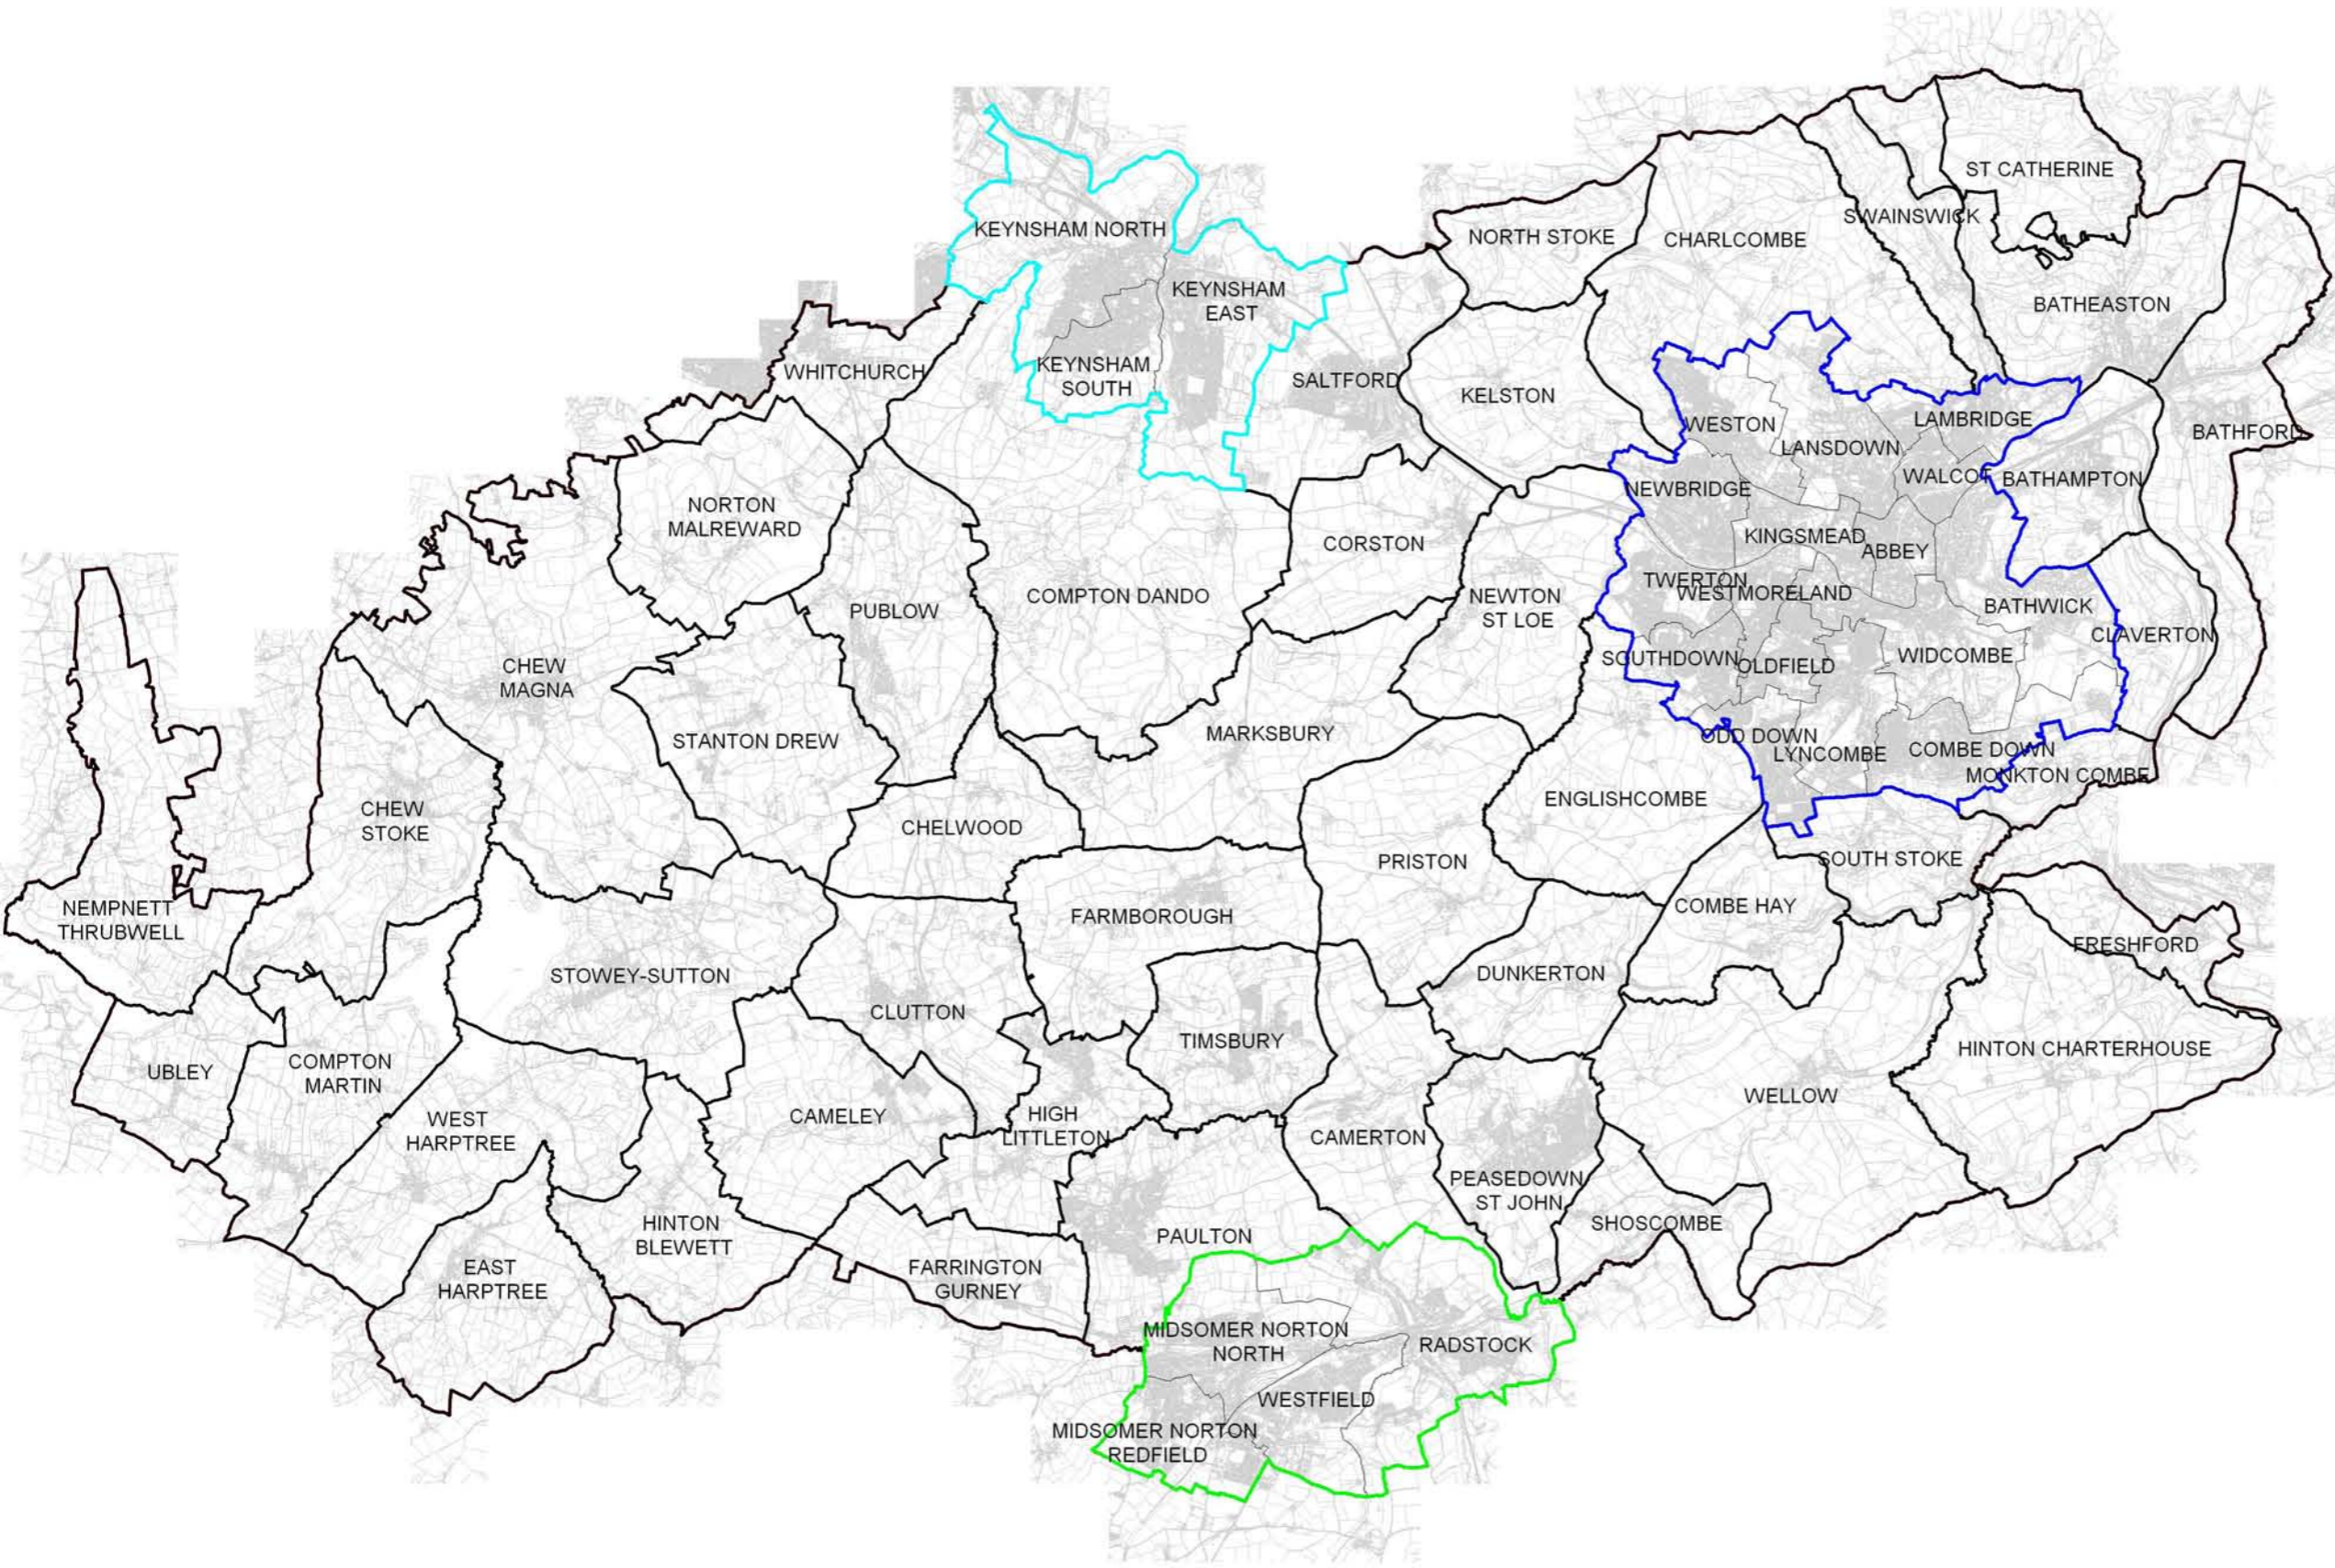 ST CATHERINE
SWAINSWICK
KEYNSHAM NORTH
NORTH STOKE
CHARLCOMBE
KEYNSHAM
EAST
BATHEASTON
WHITCHURCH
KEYNSHAM
SOUTH
SALTFORD
KELSTON
WESTON
LAMBRIDGE
BATHFORD
LANSDOWN
WALCOT
BATHAMPTON
NEWBRIDGE
NORTON
MALREWARD
KINGSMEAD
CORSTON
ABBEY
TWERTON
WESTMORELAND
COMPTON DANDO
NEWTON
ST LOE
PUBLOW
BATHWICK
CLAVERTON
WIDCOMBE
SOUTHDOWN
OLDFIELD
CHEW
MAGNA
STANTON DREW
MARKSBURY
ODD DOWN
LYNCOMBE
COMBE DOWN
MONKTON COMBE
ENGLISHCOMBE
CHEW
STOKE
CHELWOOD
PRISTON
SOUTH STOKE
COMBE HAY
NEMPNETT
THRUBWELL
FARMBOROUGH
FRESHFORD
STOWEY-SUTTON
DUNKERTON
CLUTTON
TIMSBURY
HINTON CHARTERHOUSE
UBLEY
COMPTON
MARTIN
WELLOW
WEST
HARPTREE
CAMELEY
HIGH
LITTLETON
CAMERTON
PEASEDOWN
ST JOHN
HINTON
BLEWETT
PAULTON
SHOSCOMBE
EAST
HARPTREE
FARRINGTON
GURNEY
MIDSOMER NORTON
NORTH
RADSTOCK
WESTFIELD
MIDSOMER NORTON
REDFIELD